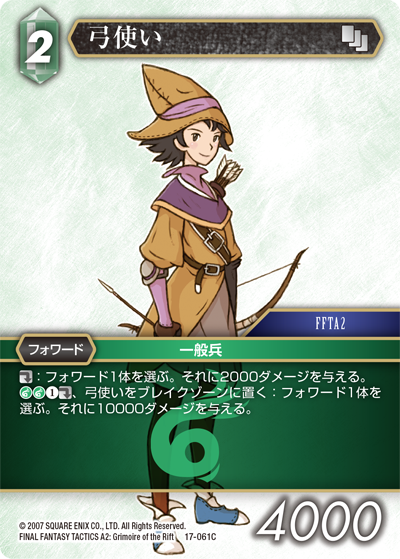 2
弓使い
FFTA2
フォワード
一般兵
:フォワード1体を選ぶ。それに2000ダメージを与える。
1、弓使いをブレイクゾーンに置く:フォワード1体を
選ぶ。それに10000ダメージを与える。
© 2007 SQUARE ENIX CO., LTD. All Rights Reserved.
FINAL FANTASY TACTICS A2: Grimoire of the Rift 17-061C
4000